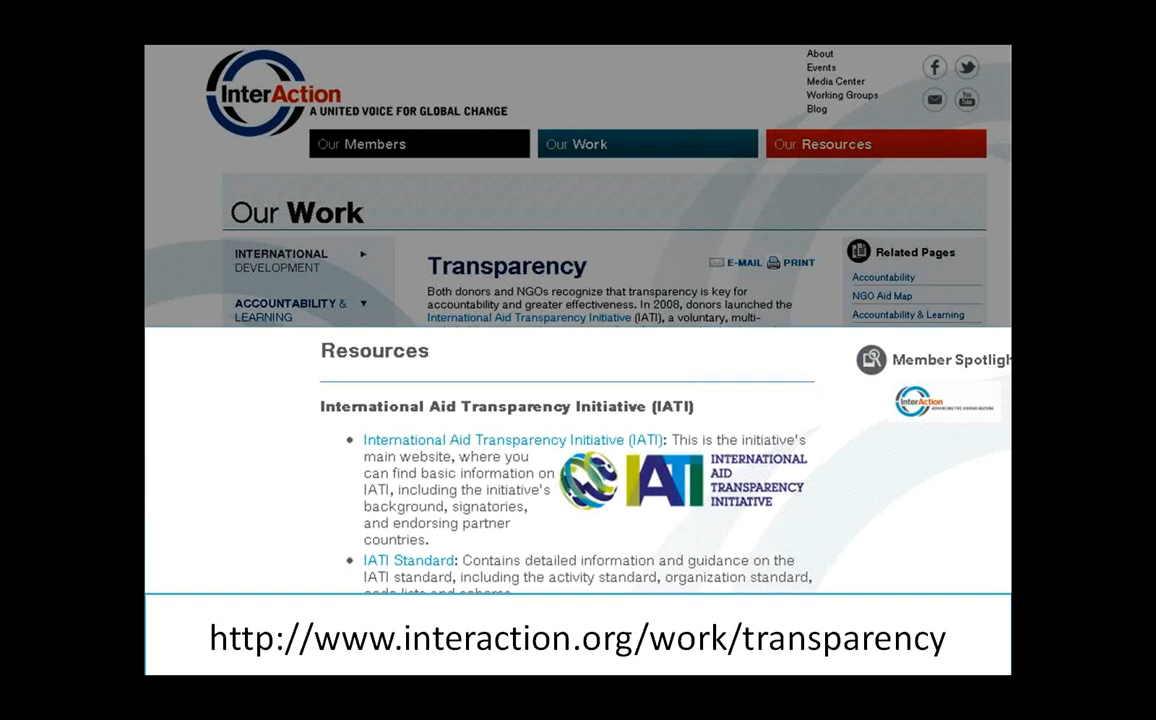 InterAction
A UNITED VOICE FOR GLOBAL CHANGE
About
Events
Media Center
Working Groups
Blog
Our Members
Our Work
Our Resources
Our Work
INTERNATIONAL
DEVELOPMENT
ACCOUNTABILITY &
LEARNING
Transparency
E-MAIL PRINT
Both donors and NGOs recognize that transparency is key for
accountability and greater effectiveness. In 2008, donors launched the
International Aid Transparency Initiative (IATI), a voluntary, multi-
Related Pages
Accountability
NGO Aid Map
Accountability & Learning
Resources
International Aid Transparency Initiative (IATI)
• International Aid Transparency Initiative (IATI): This is the initiative's
main website, where you
can find basic information on
IATI, including the initiative's
background, signatories,
and endorsing partner
countries.
IATI INTERNATIONAL
AID
TRANSPARENCY
INITIATIVE
• IATI Standard: Contains detailed information and guidance on the
IATI standard, including the activity standard, organization standard,
Member Spotligh
InterAction
http://www.interaction.org/work/transparency